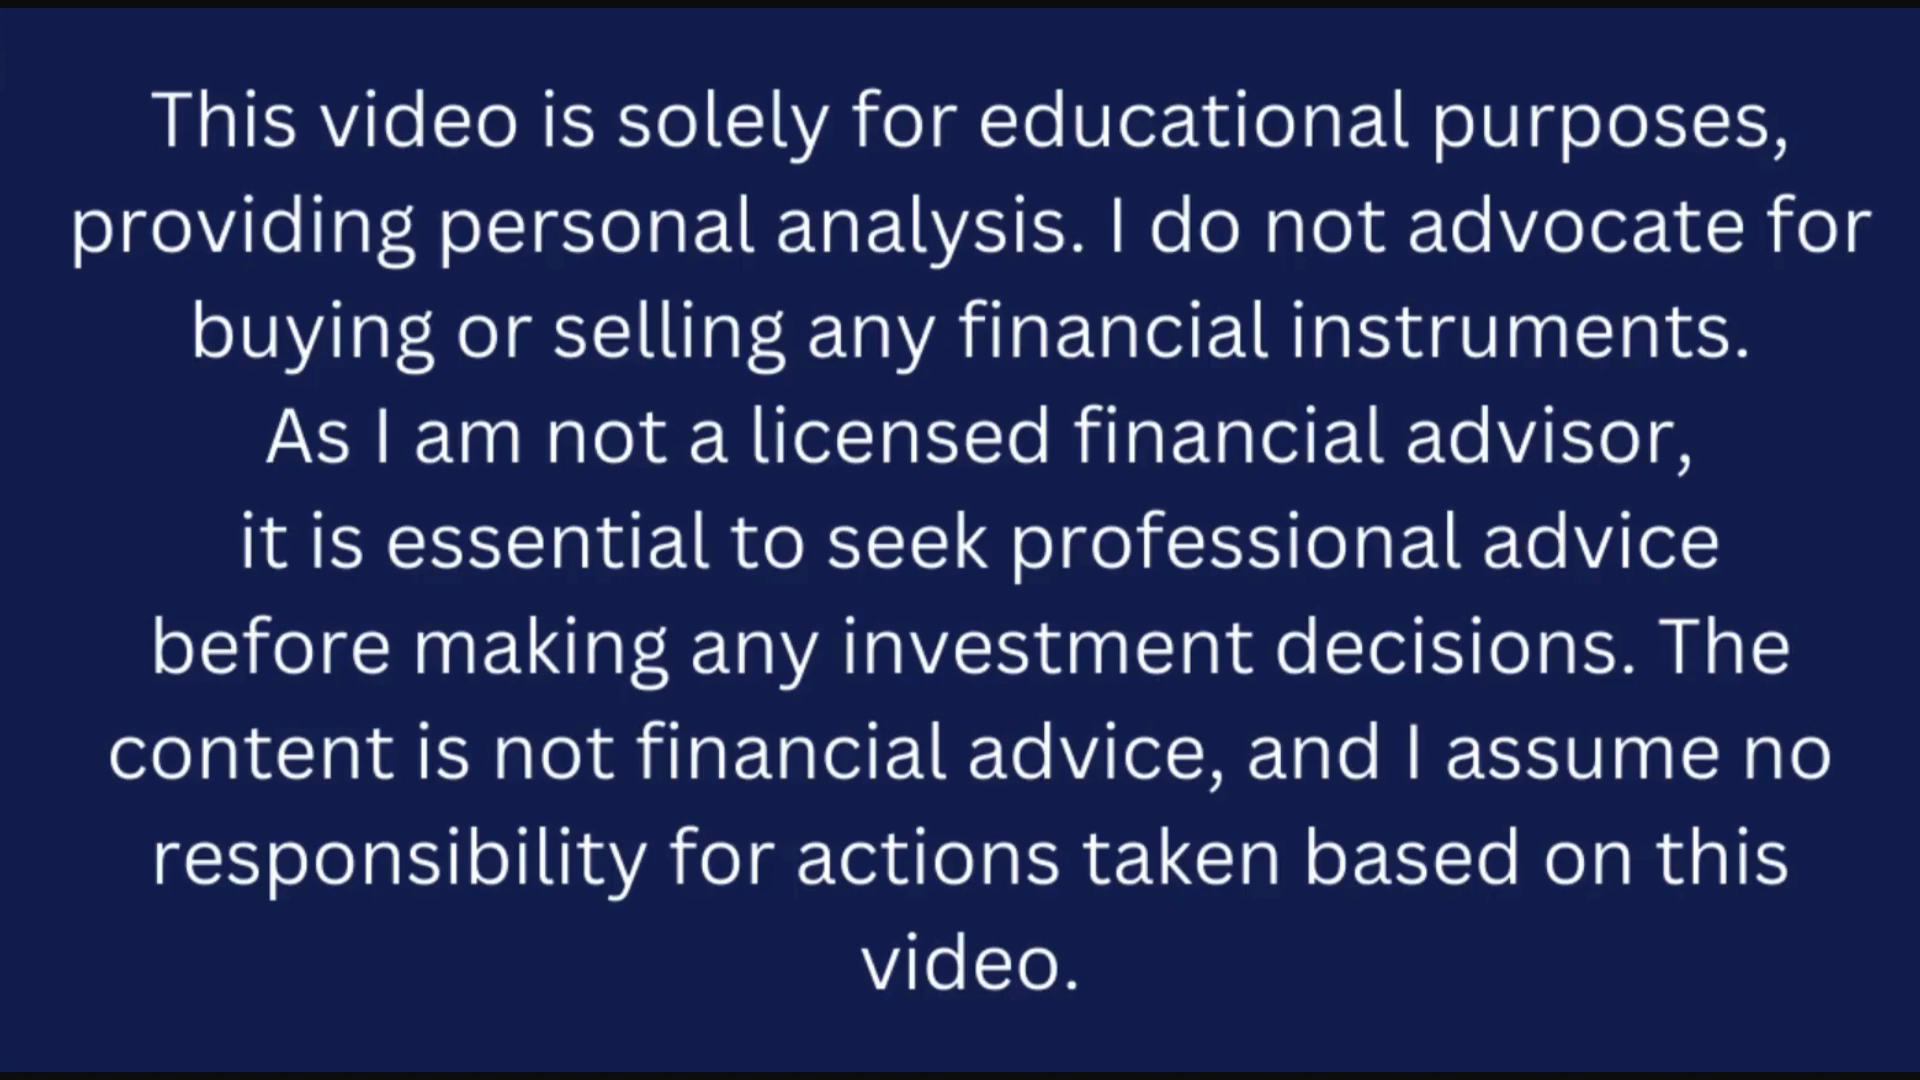 This video is solely for educational purposes,
providing personal analysis. I do not advocate for
buying or selling any financial instruments.
As I am not a licensed financial advisor,
it is essential to seek professional advice
before making any investment decisions. The
content is not financial advice, and I assume no
responsibility for actions taken based on this
video.